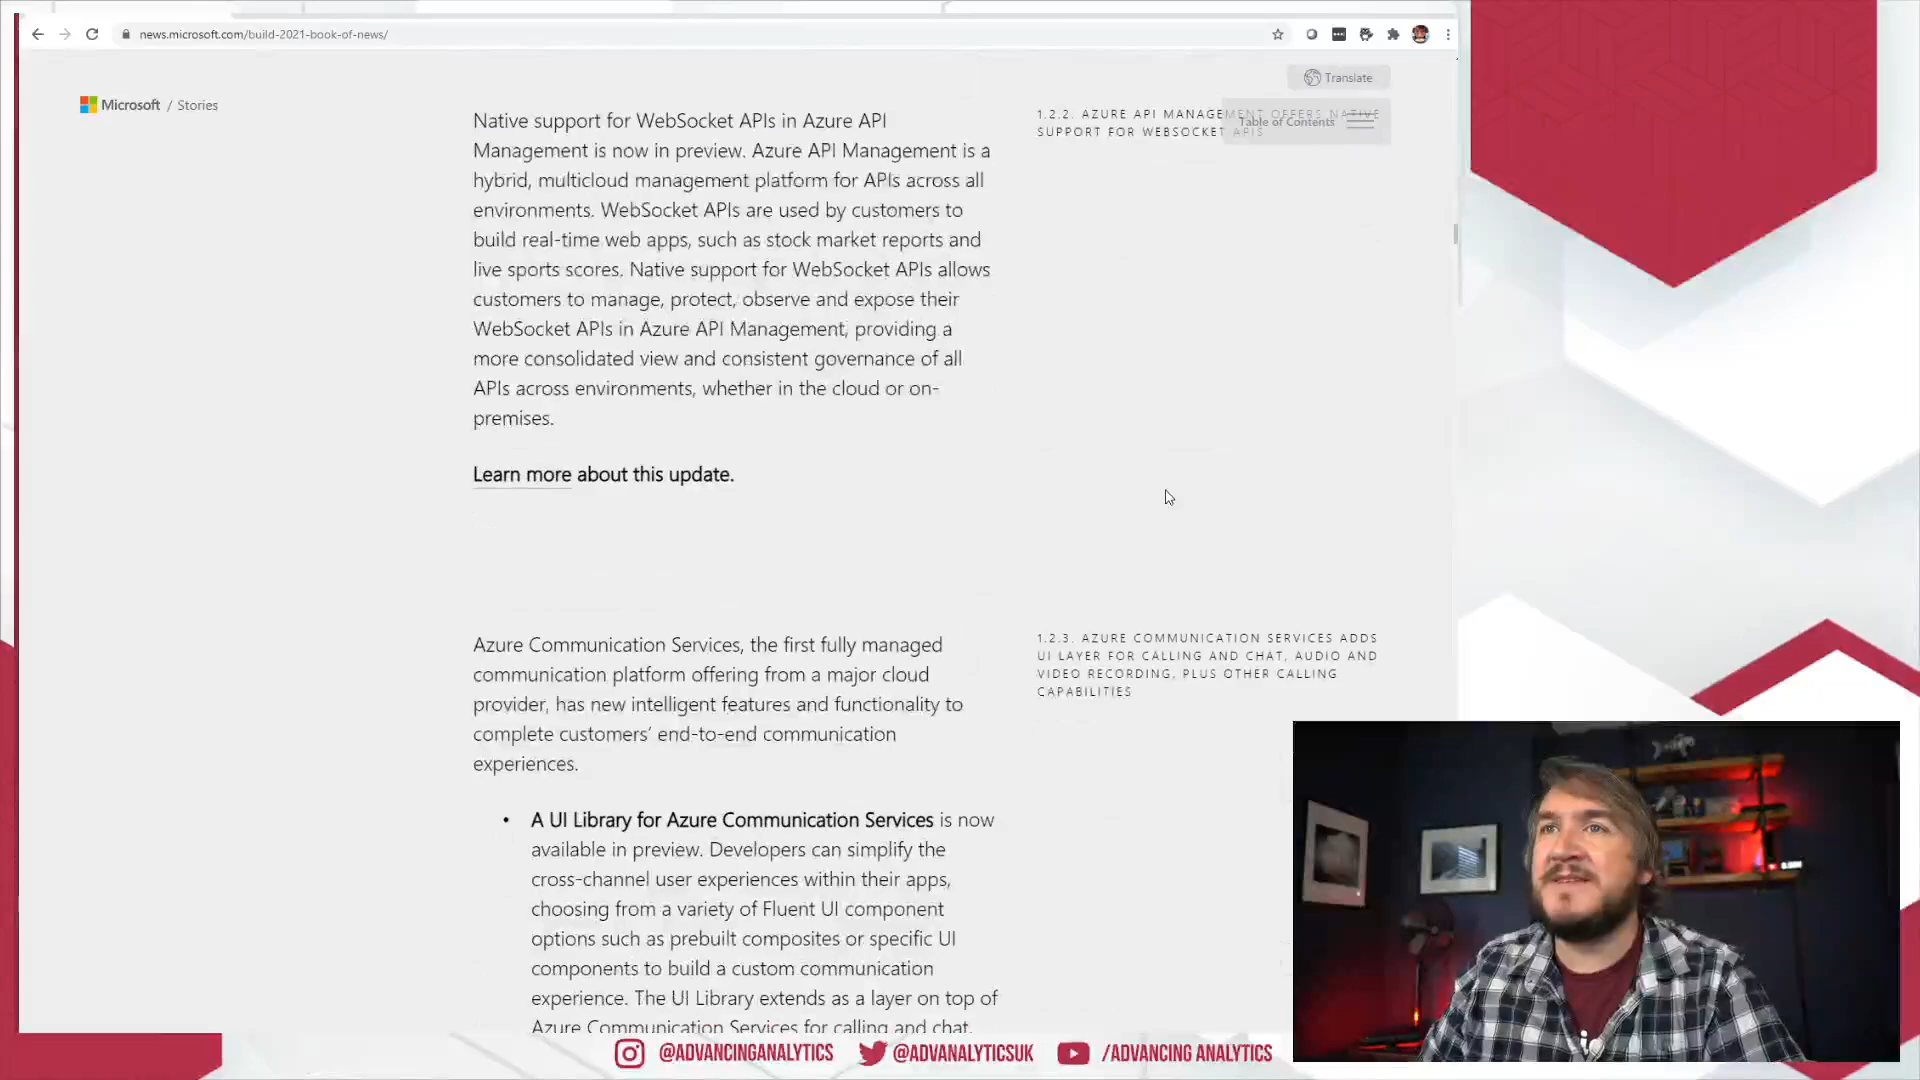 news.microsoft.com/build-2021-book-of-news/
Translate
Microsoft / Stories
Table of Contents
Native support for WebSocket APIs in Azure API
Management is now in preview. Azure API Management is a
hybrid, multicloud management platform for APIs across all
environments. WebSocket APIs are used by customers to
build real-time web apps, such as stock market reports and
live sports scores. Native support for WebSocket APIs allows
customers to manage, protect, observe and expose their
WebSocket APIs in Azure API Management, providing a
more consolidated view and consistent governance of all
APIs across environments, whether in the cloud or on-
premises.
Learn more about this update.
1.2.2. AZURE API MANAGEMENT OFFERS NATIVE
SUPPORT FOR WEBSOCKET APIS
Azure Communication Services, the first fully managed
communication platform offering from a major cloud
provider, has new intelligent features and functionality to
complete customers’ end-to-end communication
experiences.
1.2.3. AZURE COMMUNICATION SERVICES ADDS
UI LAYER FOR CALLING AND CHAT, AUDIO AND
VIDEO RECORDING, PLUS OTHER CALLING
CAPABILITIES
• A UI Library for Azure Communication Services is now
available in preview. Developers can simplify the
cross-channel user experiences within their apps,
choosing from a variety of Fluent UI component
options such as prebuilt composites or specific UI
components to build a custom communication
experience. The UI Library extends as a layer on top of
Azure Communication Services for calling and chat,
@ADVANCINGANALYTICS @ADVANALYTICSUK /ADVANCING ANALYTICS